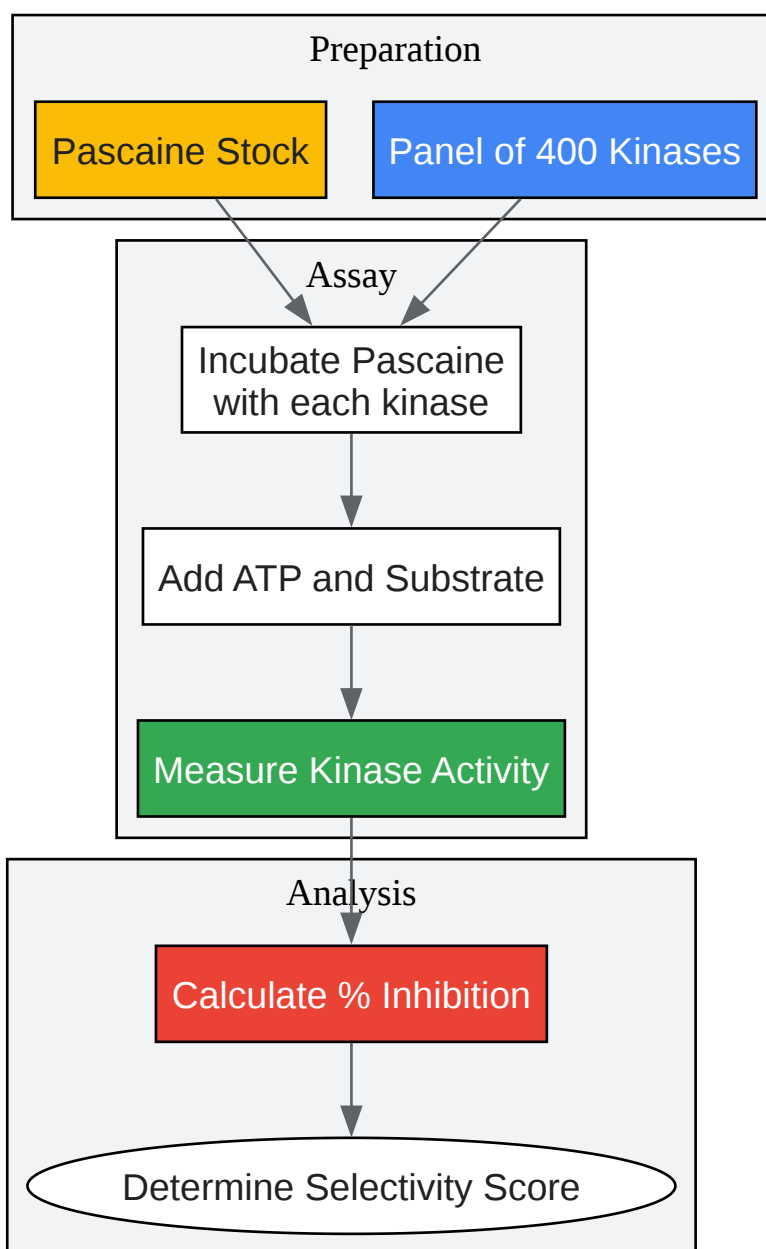 Preparation
Pascaine Stock
Panel of 400 Kinases
Assay
Incubate Pascaine
with each kinase
Add ATP and Substrate
Measure Kinase Activity
Analysis
Calculate % Inhibition
Determine Selectivity Score